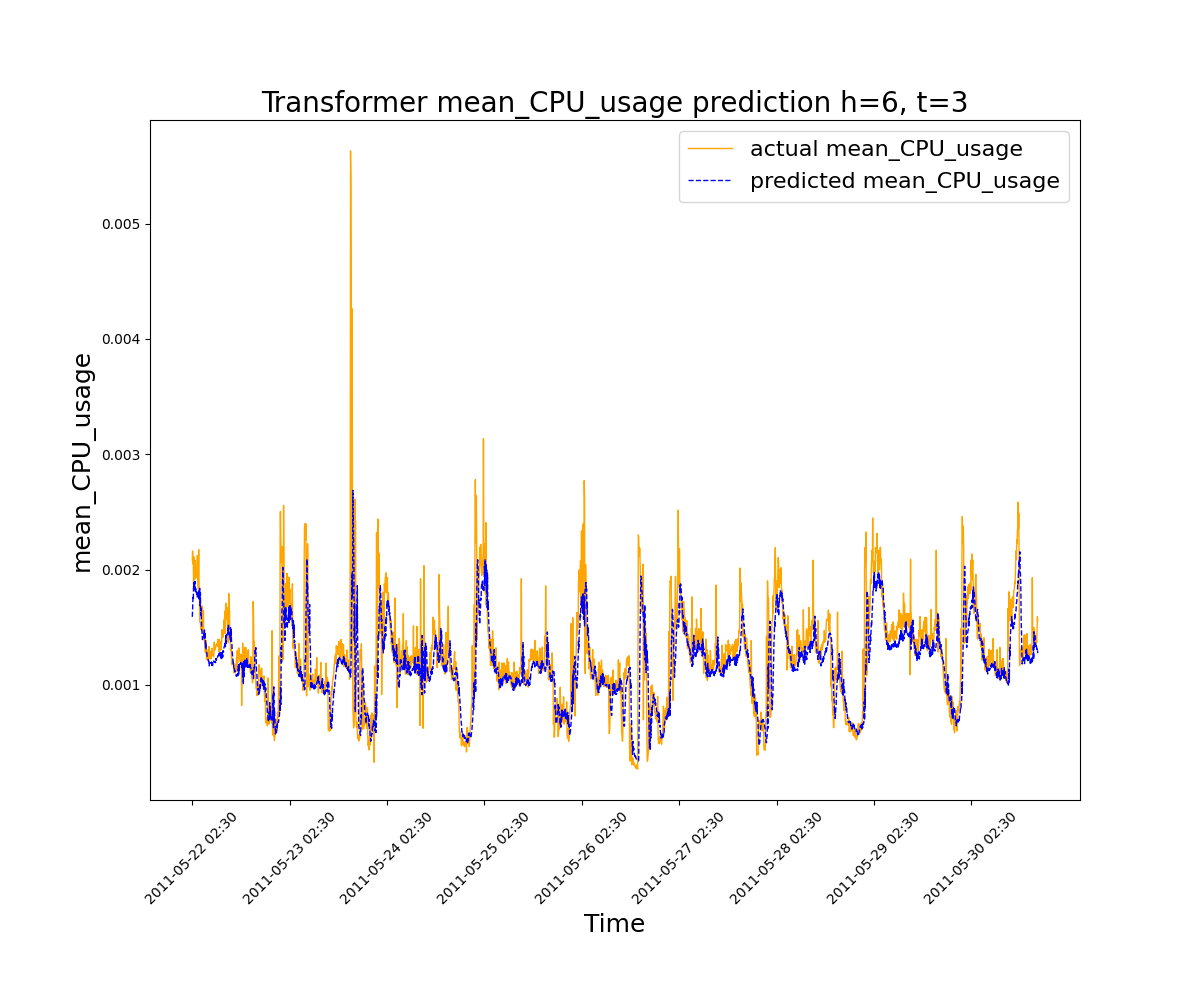 Transformer mean_CPU_usage prediction h=6, t=3
actual mean_CPU_usage
predicted mean_CPU_usage
0.005
0.004
0.003
0.002
0.001
mean_CPU_usage
2011-05-22 02:30
2011-05-23 02:30
2011-05-24 02:30
2011-05-25 02:30
2011-05-26 02:30
2011-05-27 02:30
2011-05-28 02:30
2011-05-29 02:30
2011-05-30 02:30
Time